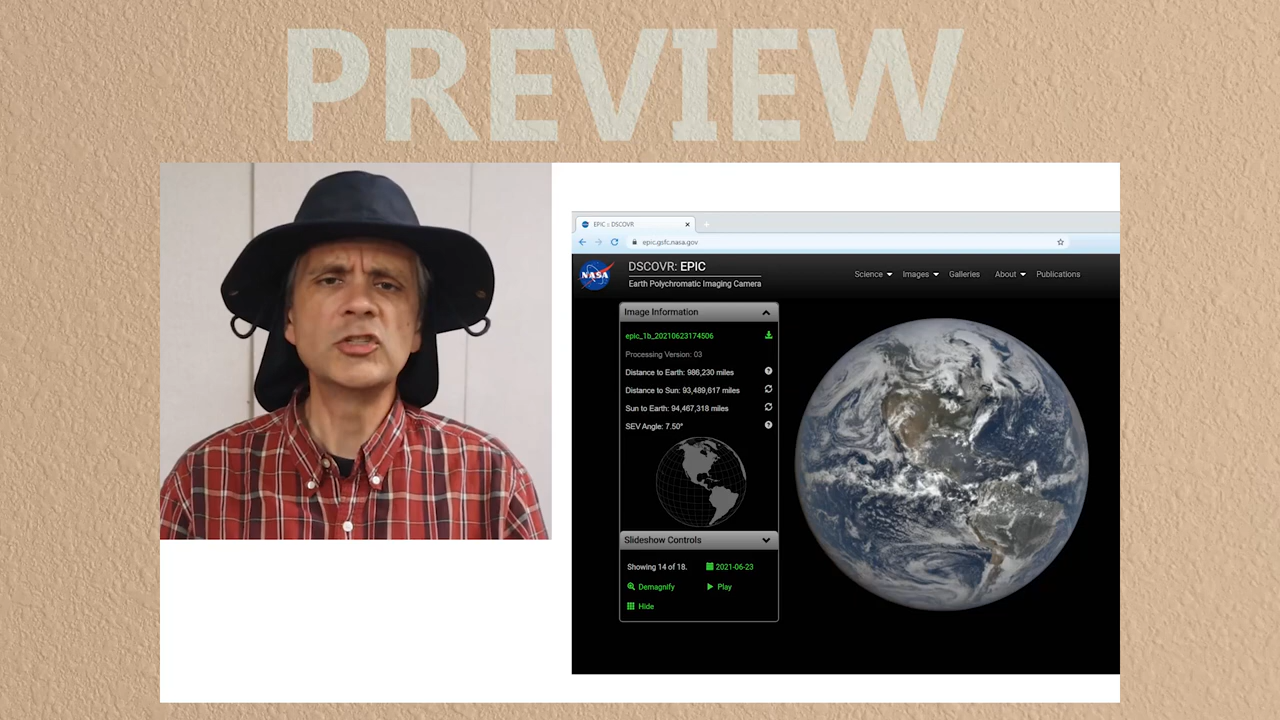 PREVIEW
EPIC :: DSCOVR
epic.gsfc.nasa.gov
NASA
DSCOVR: EPIC
Earth Polychromatic Imaging Camera
Science Images Galleries About Publications
Image Information
epic_1b_20210623174506
Processing Version: 03
Distance to Earth: 986,230 miles
Distance to Sun: 93,489,617 miles
Sun to Earth: 94,467,318 miles
SEV Angle: 7.50°
Slideshow Controls
Showing 14 of 18. 2021-06-23
Demagnify Play
Hide